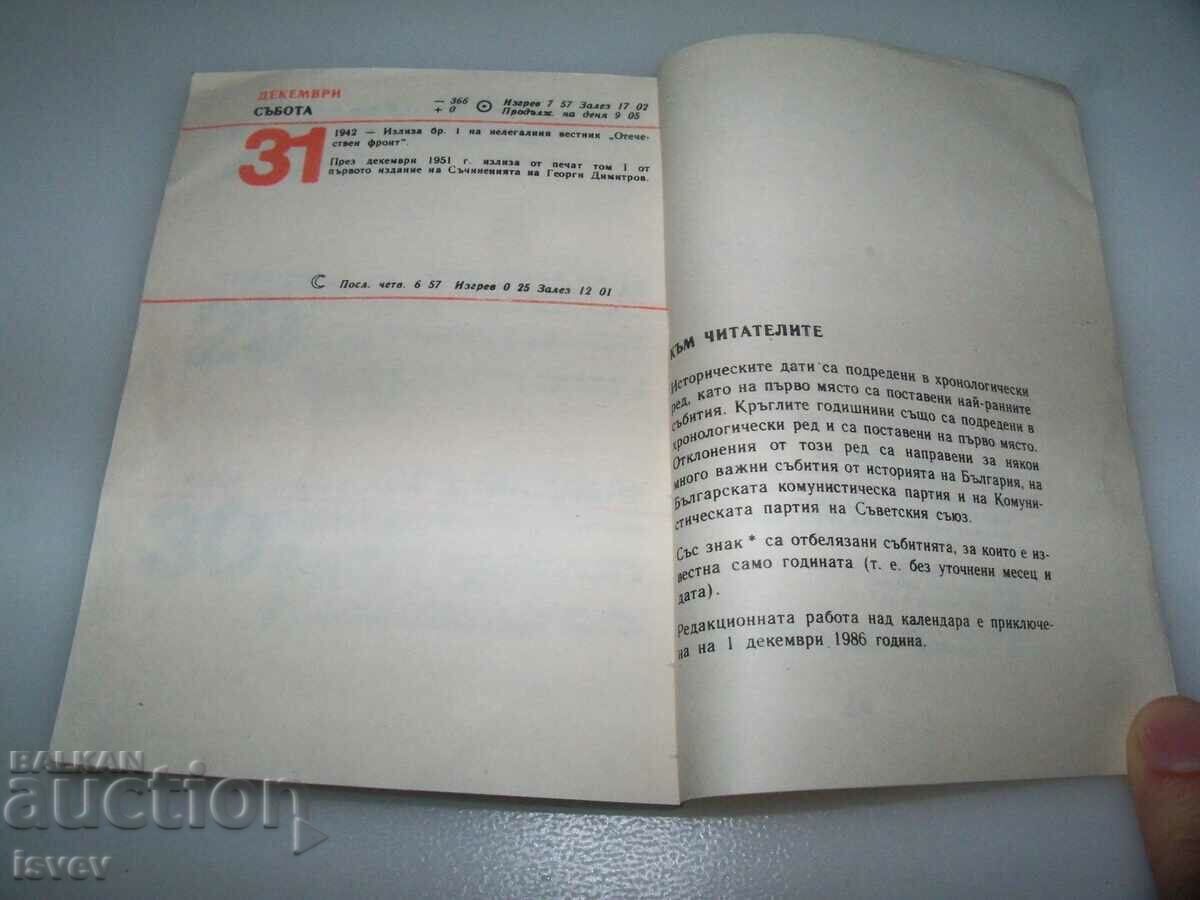 ДЕКЕМВРИ
СЪБОТА
31
— 366
+ 0
Изгрев 7 57 Залез 17 02
Продълж. на деня 9 05
1942 — Излиза бр. 1 на нелегалния вестник „Отече-
ствен фронт".
През декември 1951 г. излиза от печат том 1 от
първото издание на Съчиненията на Георги Димитров.
Посл. четв. 6 57 Изгрев 0 25 Залез 12 01
КЪМ ЧИТАТЕЛИТЕ
Историческите дати са подредени в хронологически
ред, като на първо място са поставени най-ранните
събития. Кръглите годишнини също са подредени в
хронологически ред и са поставени на първо място.
Отклонения от този ред са направени за някои
много важни събития от историята на България, на
Българската комунистическа партия и на Комуни-
стическата партия на Съветския съюз.
Със знак * са отбелязани събитията, за които е из-
вестна само годината (т. е. без уточнени месец и
дата).
Редакционната работа над календара е приключе-
на на 1 декември 1986 година.
BALKAN
auction
isvev